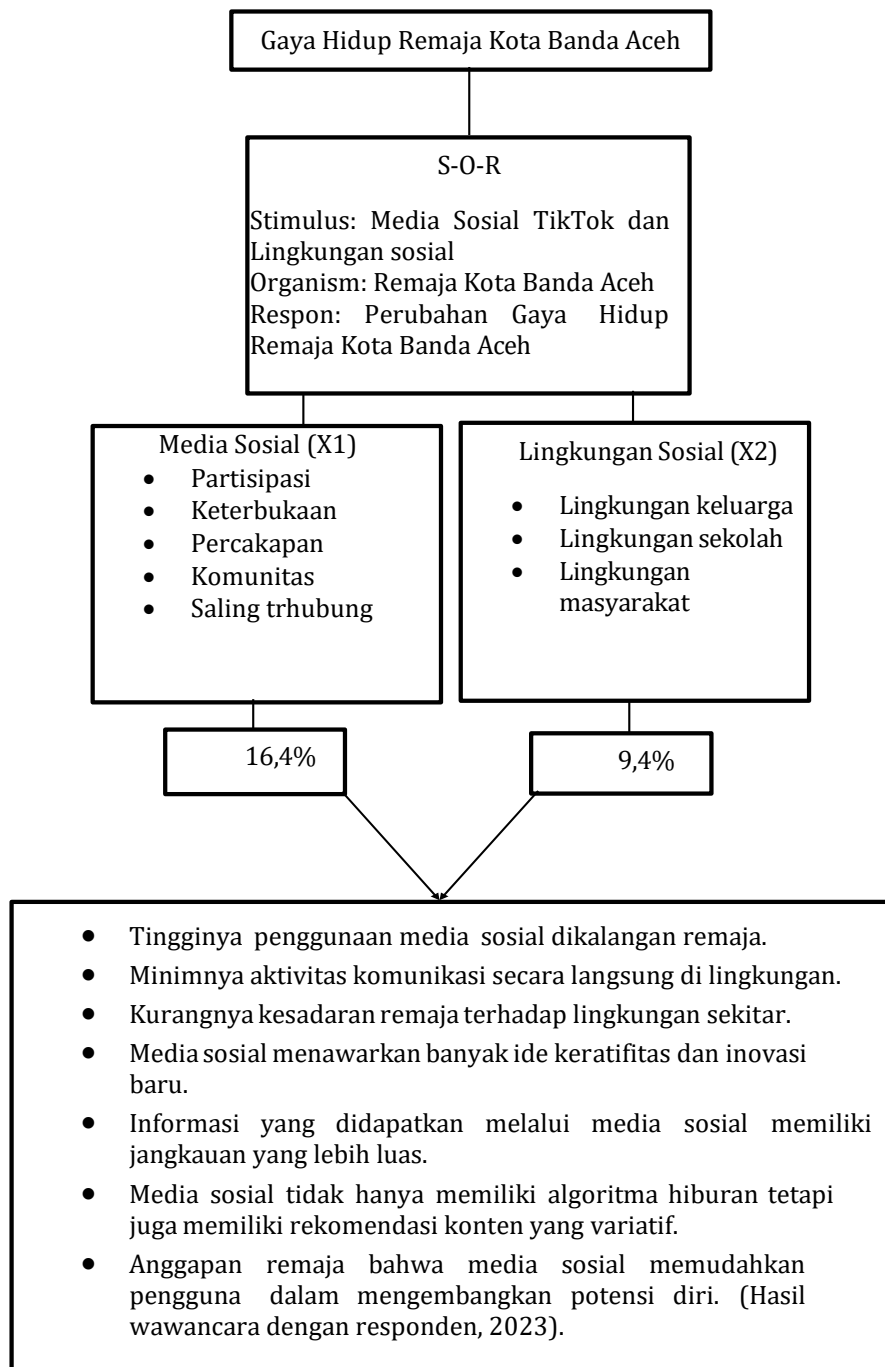 Gaya Hidup Remaja Kota Banda Aceh
S-O-R
Stimulus: Media Sosial TikTok dan
Lingkungan sosial
Organism: Remaja Kota Banda Aceh
Respon: Perubahan Gaya Hidup
Remaja Kota Banda Aceh
Media Sosial (X1)
• Partisipasi
• Keterbukaan
• Percakapan
• Komunitas
• Saling trhubung
16,4%
Lingkungan Sosial (X2)
• Lingkungan keluarga
• Lingkungan sekolah
• Lingkungan
masyarakat
9,4%
• Tingginya penggunaan media sosial dikalangan remaja.
• Minimnya aktivitas komunikasi secara langsung di lingkungan.
• Kurangnya kesadaran remaja terhadap lingkungan sekitar.
• Media sosial menawarkan banyak ide keratifitas dan inovasi
baru.
• Informasi yang didapatkan melalui media sosial memiliki
jangkauan yang lebih luas.
• Media sosial tidak hanya memiliki algoritma hiburan tetapi
juga memiliki rekomendasi konten yang variatif.
• Anggapan remaja bahwa media sosial memudahkan
pengguna dalam mengembangkan potensi diri. (Hasil
wawancara dengan responden, 2023).